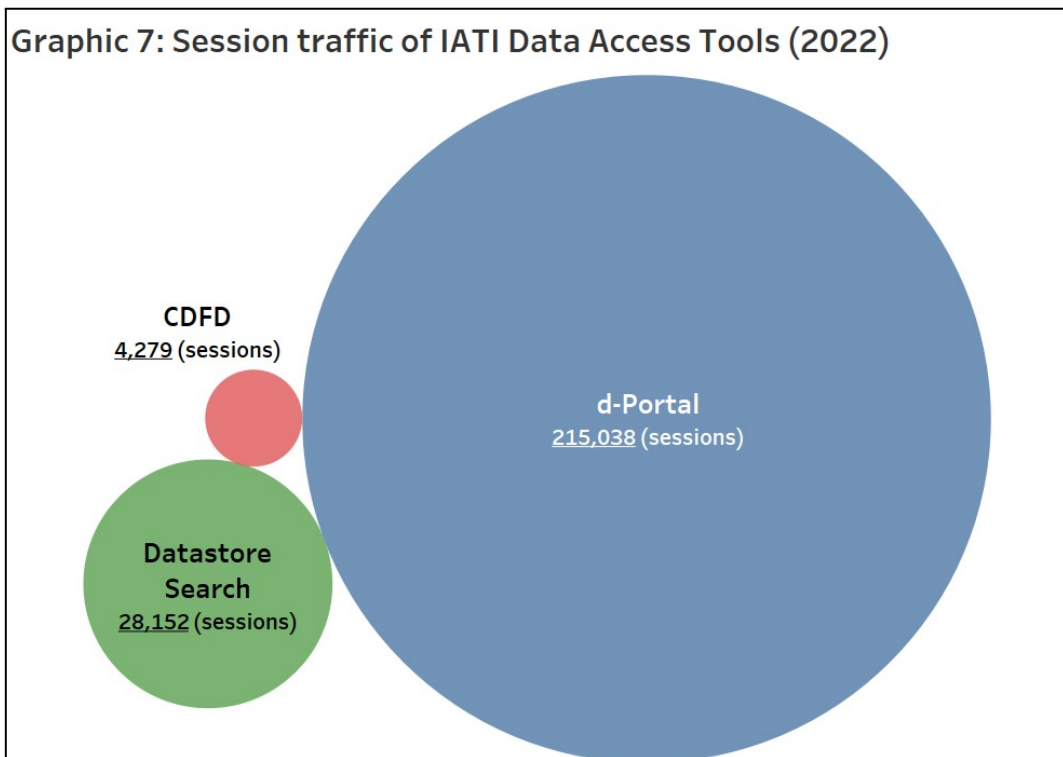 Graphic 7: Session traffic of IATI Data Access Tools (2022)
CDFD
4,279 (sessions)
d-Portal
215,038 (sessions)
Datastore
Search
28,152 (sessions)